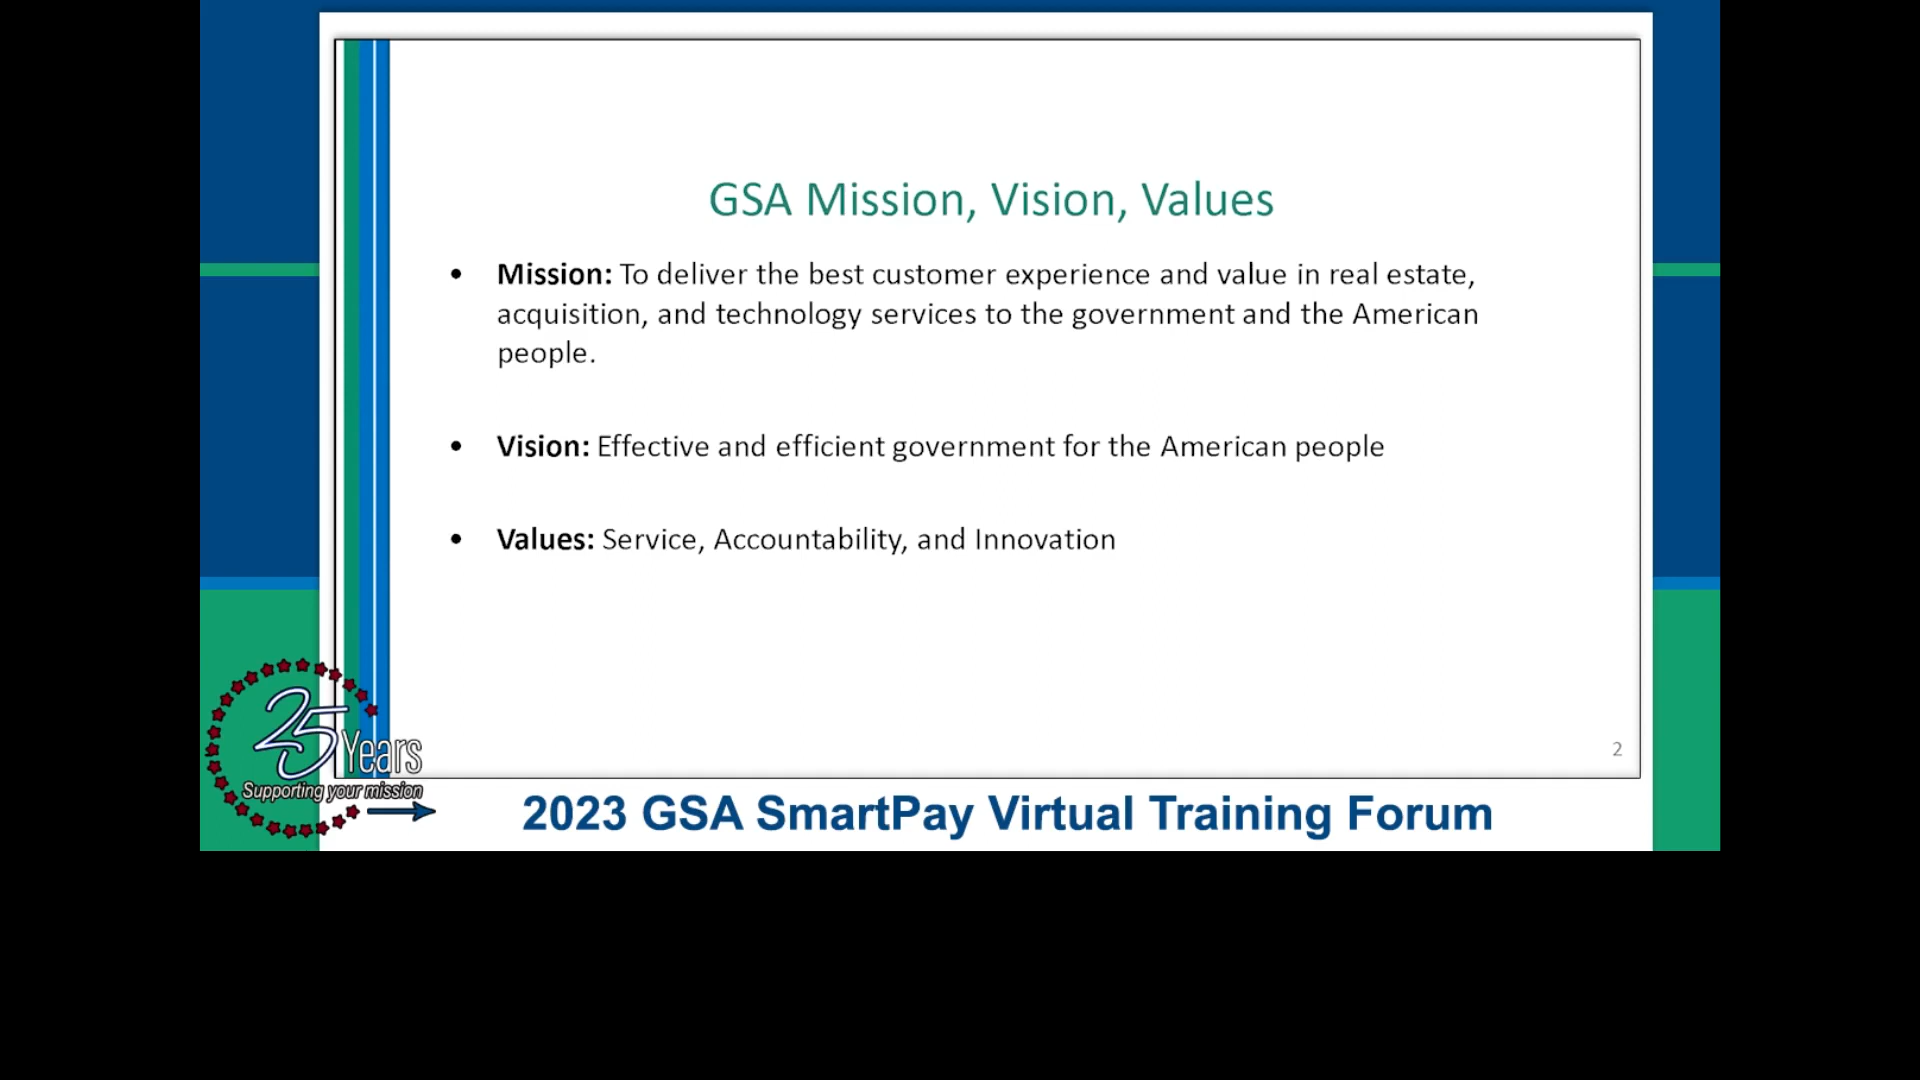 GSA Mission, Vision, Values
• Mission: To deliver the best customer experience and value in real estate,
acquisition, and technology services to the government and the American
people.
• Vision: Effective and efficient government for the American people
• Values: Service, Accountability, and Innovation
2
25 Years
Supporting your mission
2023 GSA SmartPay Virtual Training Forum